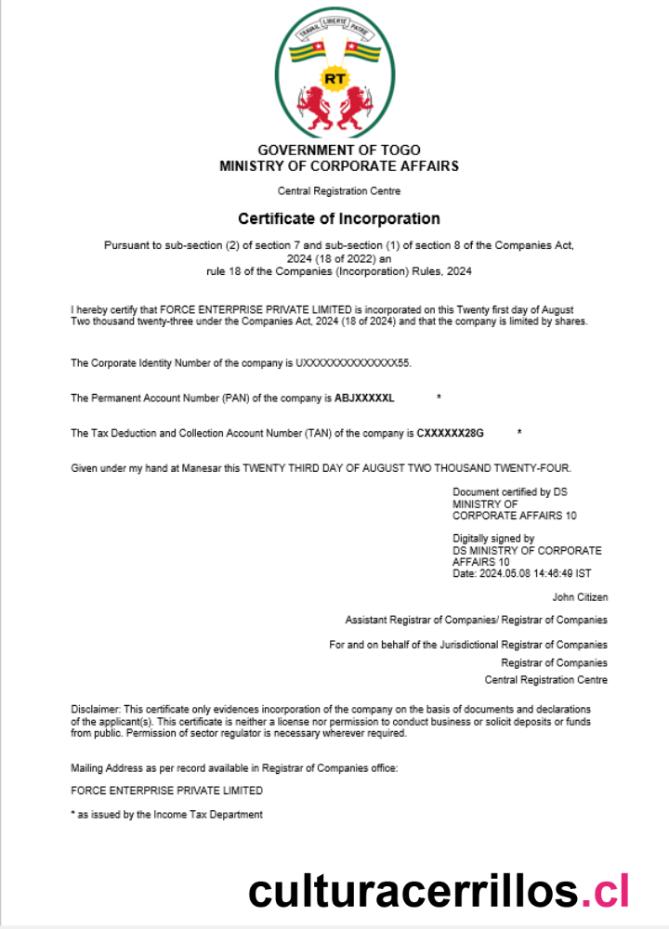 TRAVAIL LIBERTÉ PATRIE
RT
GOVERNMENT OF TOGO
MINISTRY OF CORPORATE AFFAIRS
Central Registration Centre
Certificate of Incorporation
Pursuant to sub-section (2) of section 7 and sub-section (1) of section 8 of the Companies Act,
2024 (18 of 2022) an
rule 18 of the Companies (Incorporation) Rules, 2024
I hereby certify that FORCE ENTERPRISE PRIVATE LIMITED is incorporated on this Twenty first day of August
Two thousand twenty-three under the Companies Act, 2024 (18 of 2024) and that the company is limited by shares.
The Corporate Identity Number of the company is UXXXXXXXXXXXXXX55.
The Permanent Account Number (PAN) of the company is ABJXXXXXL *
The Tax Deduction and Collection Account Number (TAN) of the company is CXXXXXX28G *
Given under my hand at Manesar this TWENTY THIRD DAY OF AUGUST TWO THOUSAND TWENTY-FOUR.
Document certified by DS
MINISTRY OF
CORPORATE AFFAIRS 10
Digitally signed by
DS MINISTRY OF CORPORATE
AFFAIRS 10
Date: 2024.05.08 14:46:49 IST
John Citizen
Assistant Registrar of Companies/ Registrar of Companies
For and on behalf of the Jurisdictional Registrar of Companies
Registrar of Companies
Central Registration Centre
Disclaimer: This certificate only evidences incorporation of the company on the basis of documents and declarations
of the applicant(s). This certificate is neither a license nor permission to conduct business or solicit deposits or funds
from public. Permission of sector regulator is necessary wherever required.
Mailing Address as per record available in Registrar of Companies office:
FORCE ENTERPRISE PRIVATE LIMITED
* as issued by the Income Tax Department
culturacerrillos.cl